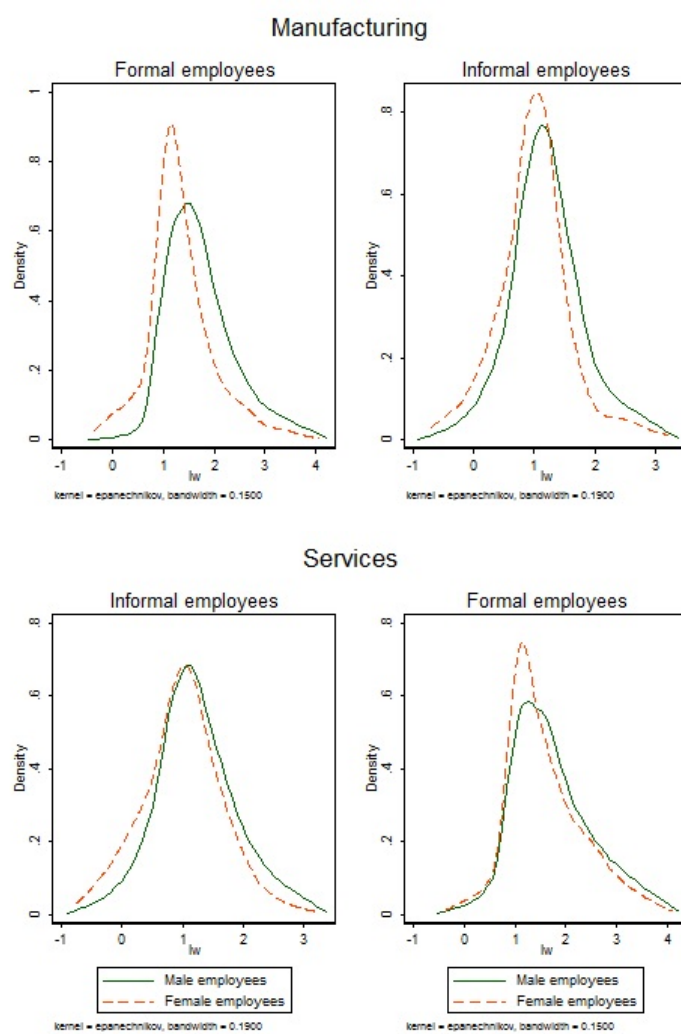 Manufacturing
Formal employees
Informal employees
1
.8
.6
.4
.2
0
Density
-1 0 1 2 3 4
lw
kernel = epanechnikov, bandwidth = 0.1500
.8
.6
.4
.2
0
Density
-1 0 1 2 3
lw
kernel = epanechnikov, bandwidth = 0.1900
Services
Informal employees
Formal employees
.8
.6
.4
.2
0
Density
-1 0 1 2 3
lw
Male employees
Female employees
kernel = epanechnikov, bandwidth = 0.1900
.8
.6
.4
.2
0
Density
-1 0 1 2 3 4
lw
Male employees
Female employees
kernel = epanechnikov, bandwidth = 0.1500